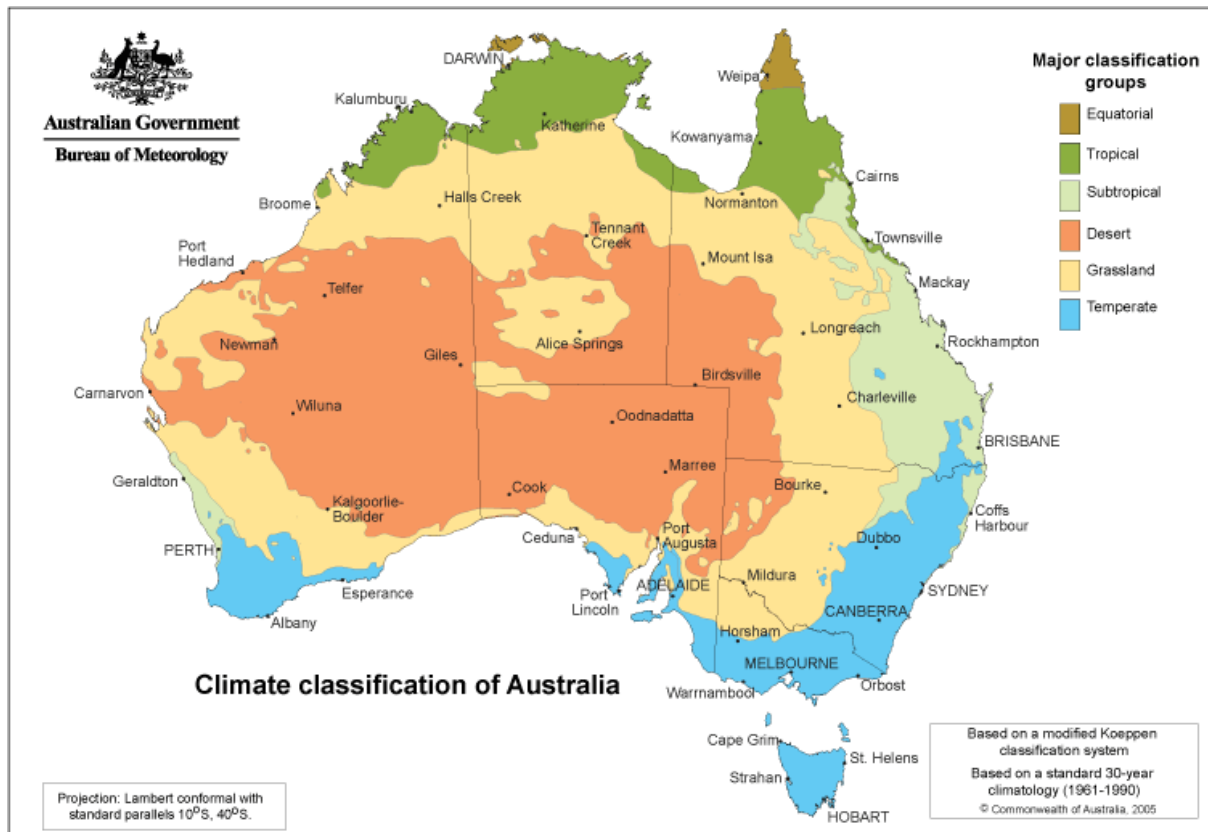 Australian Government
Bureau of Meteorology
Major classification
groups
Equatorial
Tropical
Subtropical
Desert
Grassland
Temperate
DARWIN
Weipa
Kalumburu
Katherine
Kowanyama
Cairns
Halls Creek
Normanton
Broome
Tennant
Creek
Townsville
Port
Hedland
Mount Isa
Telfer
Mackay
Newman
Alice Springs
Longreach
Rockhampton
Giles
Birdsville
Carnarvon
Wiluna
Charleville
Oodnadatta
BRISBANE
Geraldton
Marree
Cook
Bourke
Kalgoorlie-
Boulder
Coffs
Harbour
Ceduna
Port
Augusta
Dubbo
PERTH
Mildura
ADELAIDE
SYDNEY
Esperance
Port
Lincoln
CANBERRA
Albany
Horsham
MELBOURNE
Warrnambool
Orbost
Climate classification of Australia
Cape Grim
St. Helens
Strahan
HOBART
Based on a modified Koeppen
classification system
Based on a standard 30-year
climatology (1961-1990)
© Commonwealth of Australia, 2005
Projection: Lambert conformal with
standard parallels 10°S, 40°S.